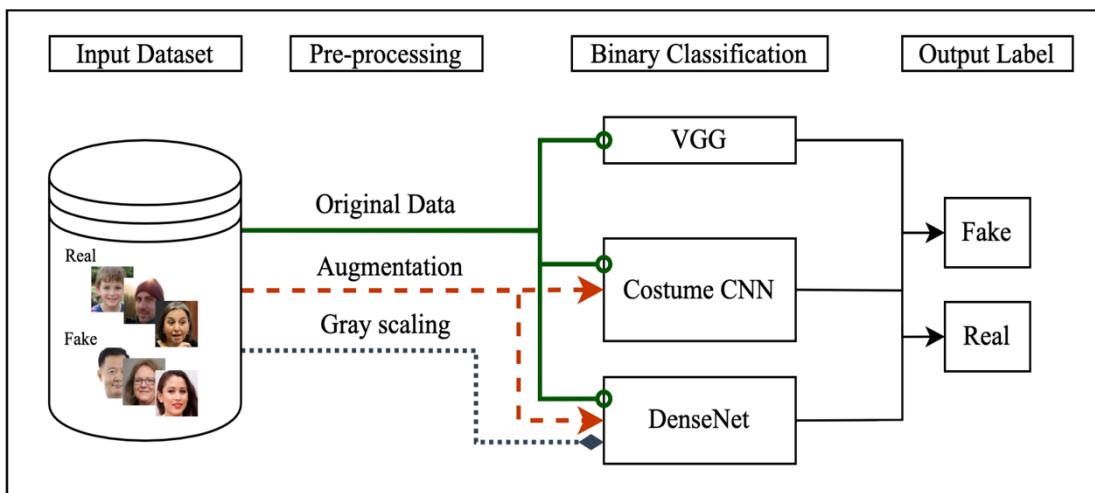 Input Dataset
Pre-processing
Binary Classification
Output Label
VGG
Original Data
Fake
Real
Augmentation
Costume CNN
Gray scaling
Fake
Real
DenseNet